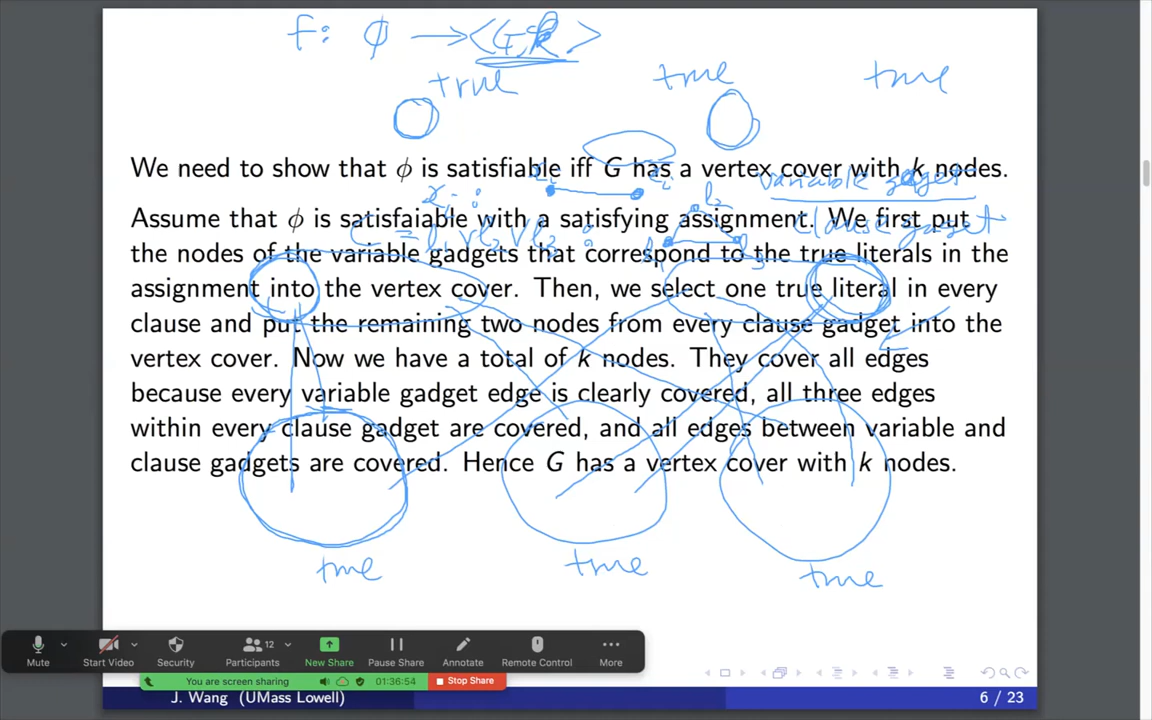 f: φ → <G, k>
true true true
We need to show that φ is satisfiable iff G has a vertex cover with k nodes.
variable gadget
clause gadget
Assume that φ is satisfaiable with a satisfying assignment. We first put
the nodes of the variable gadgets that correspond to the true literals in the
assignment into the vertex cover. Then, we select one true literal in every
clause and put the remaining two nodes from every clause gadget into the
vertex cover. Now we have a total of k nodes. They cover all edges
because every variable gadget edge is clearly covered, all three edges
within every clause gadget are covered, and all edges between variable and
clause gadgets are covered. Hence G has a vertex cover with k nodes.
true true true
Mute Start Video Security 12 Participants New Share Pause Share Annotate Remote Control More
You are screen sharing 01:36:54 Stop Share
J. Wang (UMass Lowell) 6 / 23